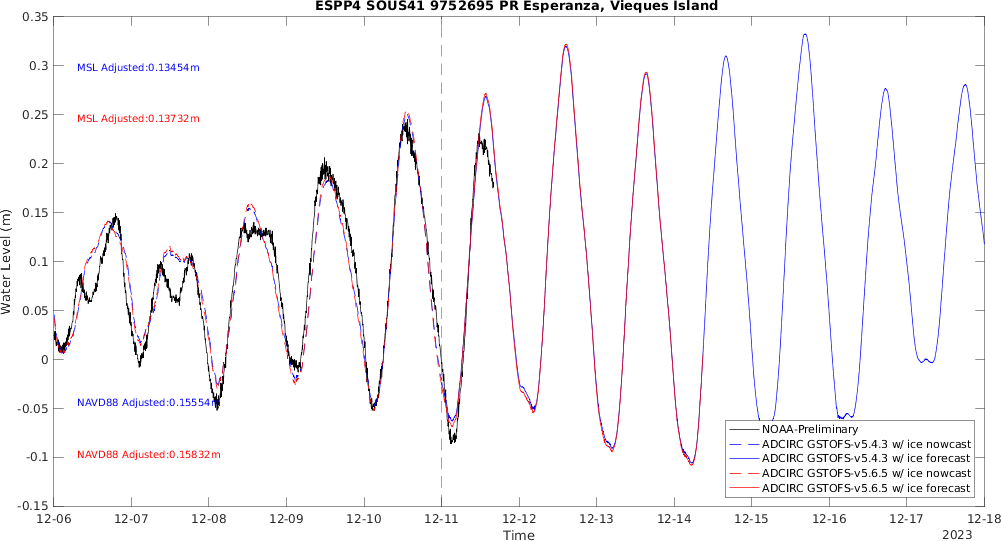 ESPP4 SOUS41 9752695 PR Esperanza, Vieques Island
0.35
0.3
0.25
0.2
0.15
0.1
0.05
0
-0.05
-0.1
-0.15
Water Level (m)
MSL Adjusted:0.13454m
MSL Adjusted:0.13732m
NAVD88 Adjusted:0.15554m
NAVD88 Adjusted:0.15832m
NOAA-Preliminary
ADCIRC GSTOFS-v5.4.3 w/ ice nowcast
ADCIRC GSTOFS-v5.4.3 w/ ice forecast
ADCIRC GSTOFS-v5.6.5 w/ ice nowcast
ADCIRC GSTOFS-v5.6.5 w/ ice forecast
12-06 12-07 12-08 12-09 12-10 12-11 12-12 12-13 12-14 12-15 12-16 12-17 12-18
Time
2023